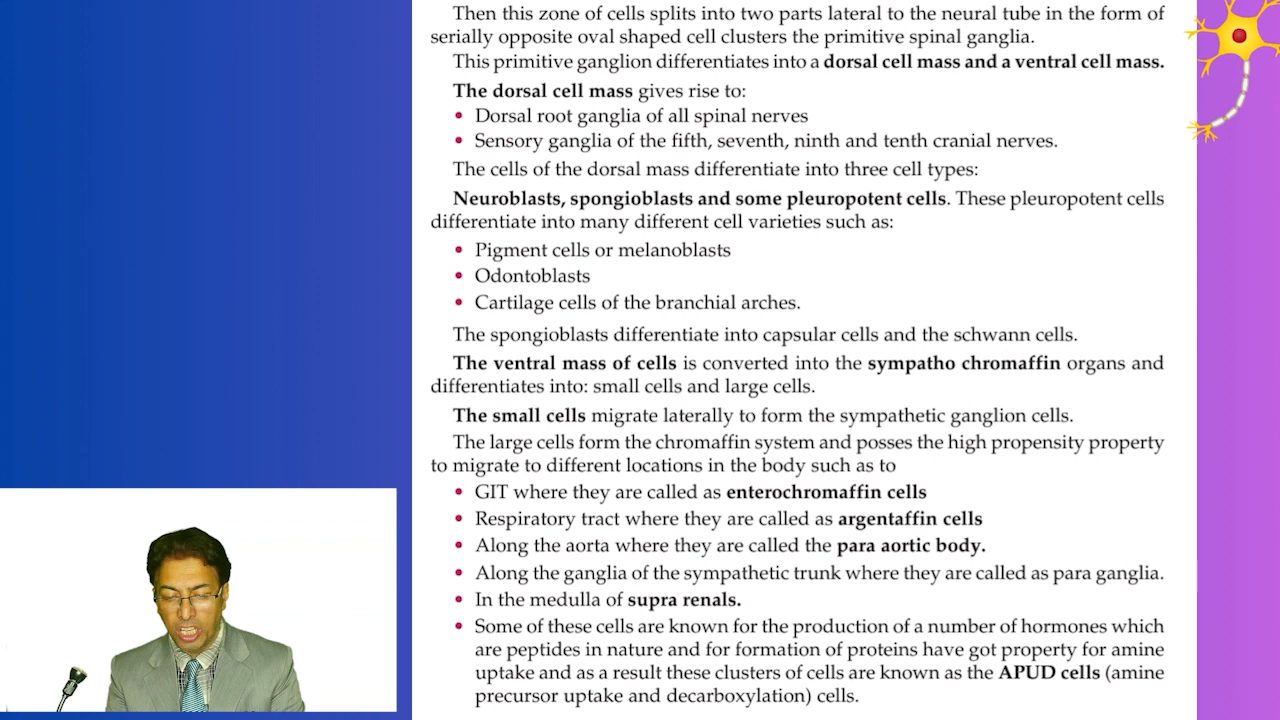 Then this zone of cells splits into two parts lateral to the neural tube in the form of
serially opposite oval shaped cell clusters the primitive spinal ganglia.
This primitive ganglion differentiates into a dorsal cell mass and a ventral cell mass.
The dorsal cell mass gives rise to:
• Dorsal root ganglia of all spinal nerves
• Sensory ganglia of the fifth, seventh, ninth and tenth cranial nerves.
The cells of the dorsal mass differentiate into three cell types:
Neuroblasts, spongioblasts and some pleuropotent cells. These pleuropotent cells
differentiate into many different cell varieties such as:
• Pigment cells or melanoblasts
• Odontoblasts
• Cartilage cells of the branchial arches.
The spongioblasts differentiate into capsular cells and the schwann cells.
The ventral mass of cells is converted into the sympatho chromaffin organs and
differentiates into: small cells and large cells.
The small cells migrate laterally to form the sympathetic ganglion cells.
The large cells form the chromaffin system and posses the high propensity property
to migrate to different locations in the body such as to
• GIT where they are called as enterochromaffin cells
• Respiratory tract where they are called as argentaffin cells
• Along the aorta where they are called the para aortic body.
• Along the ganglia of the sympathetic trunk where they are called as para ganglia.
• In the medulla of supra renals.
• Some of these cells are known for the production of a number of hormones which
are peptides in nature and for formation of proteins have got property for amine
uptake and as a result these clusters of cells are known as the APUD cells (amine
precursor uptake and decarboxylation) cells.